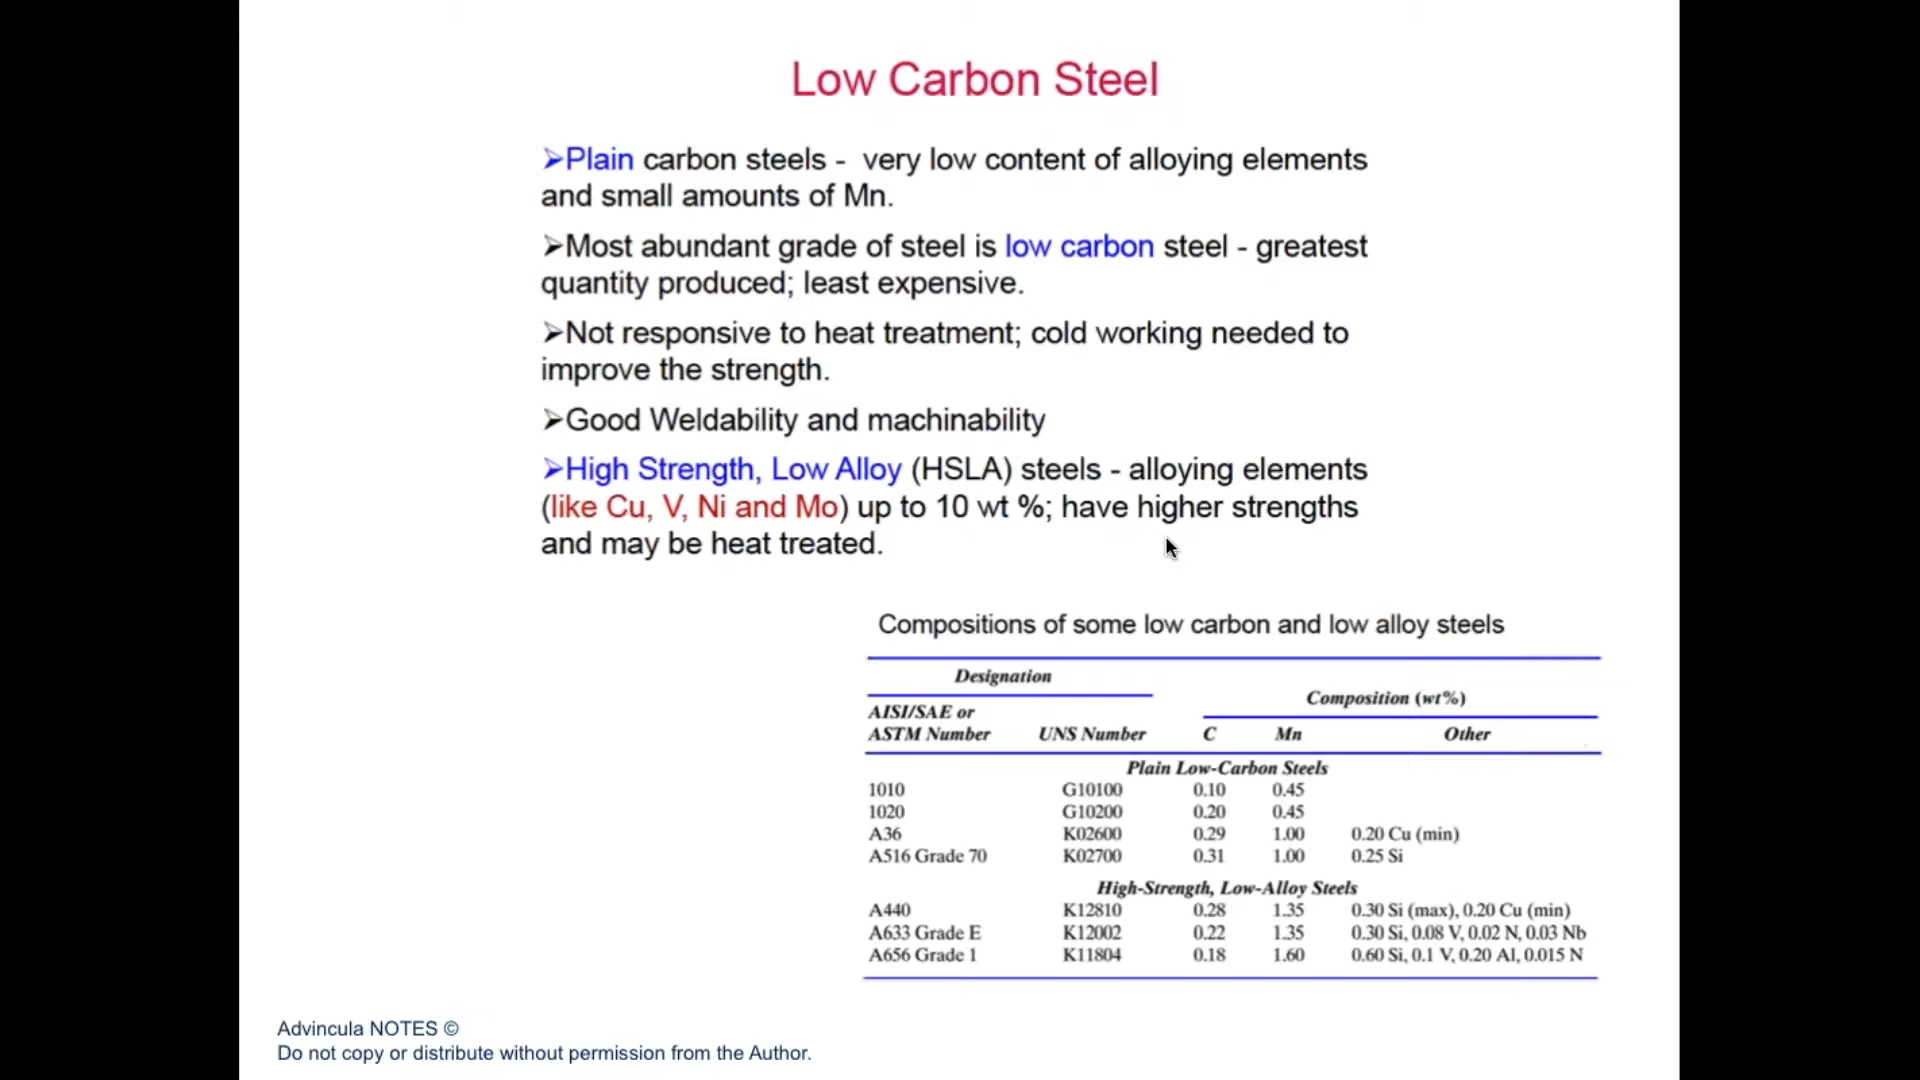 Low Carbon Steel
➢Plain carbon steels - very low content of alloying elements
and small amounts of Mn.
➢Most abundant grade of steel is low carbon steel - greatest
quantity produced; least expensive.
➢Not responsive to heat treatment; cold working needed to
improve the strength.
➢Good Weldability and machinability
➢High Strength, Low Alloy (HSLA) steels - alloying elements
(like Cu, V, Ni and Mo) up to 10 wt %; have higher strengths
and may be heat treated.
Compositions of some low carbon and low alloy steels
Designation
Composition (wt%)
AISI/SAE or
ASTM Number UNS Number C Mn Other
Plain Low-Carbon Steels
1010 G10100 0.10 0.45
1020 G10200 0.20 0.45
A36 K02600 0.29 1.00 0.20 Cu (min)
A516 Grade 70 K02700 0.31 1.00 0.25 Si
High-Strength, Low-Alloy Steels
A440 K12810 0.28 1.35 0.30 Si (max), 0.20 Cu (min)
A633 Grade E K12002 0.22 1.35 0.30 Si, 0.08 V, 0.02 N, 0.03 Nb
A656 Grade 1 K11804 0.18 1.60 0.60 Si, 0.1 V, 0.20 Al, 0.015 N
Advincula NOTES ©
Do not copy or distribute without permission from the Author.